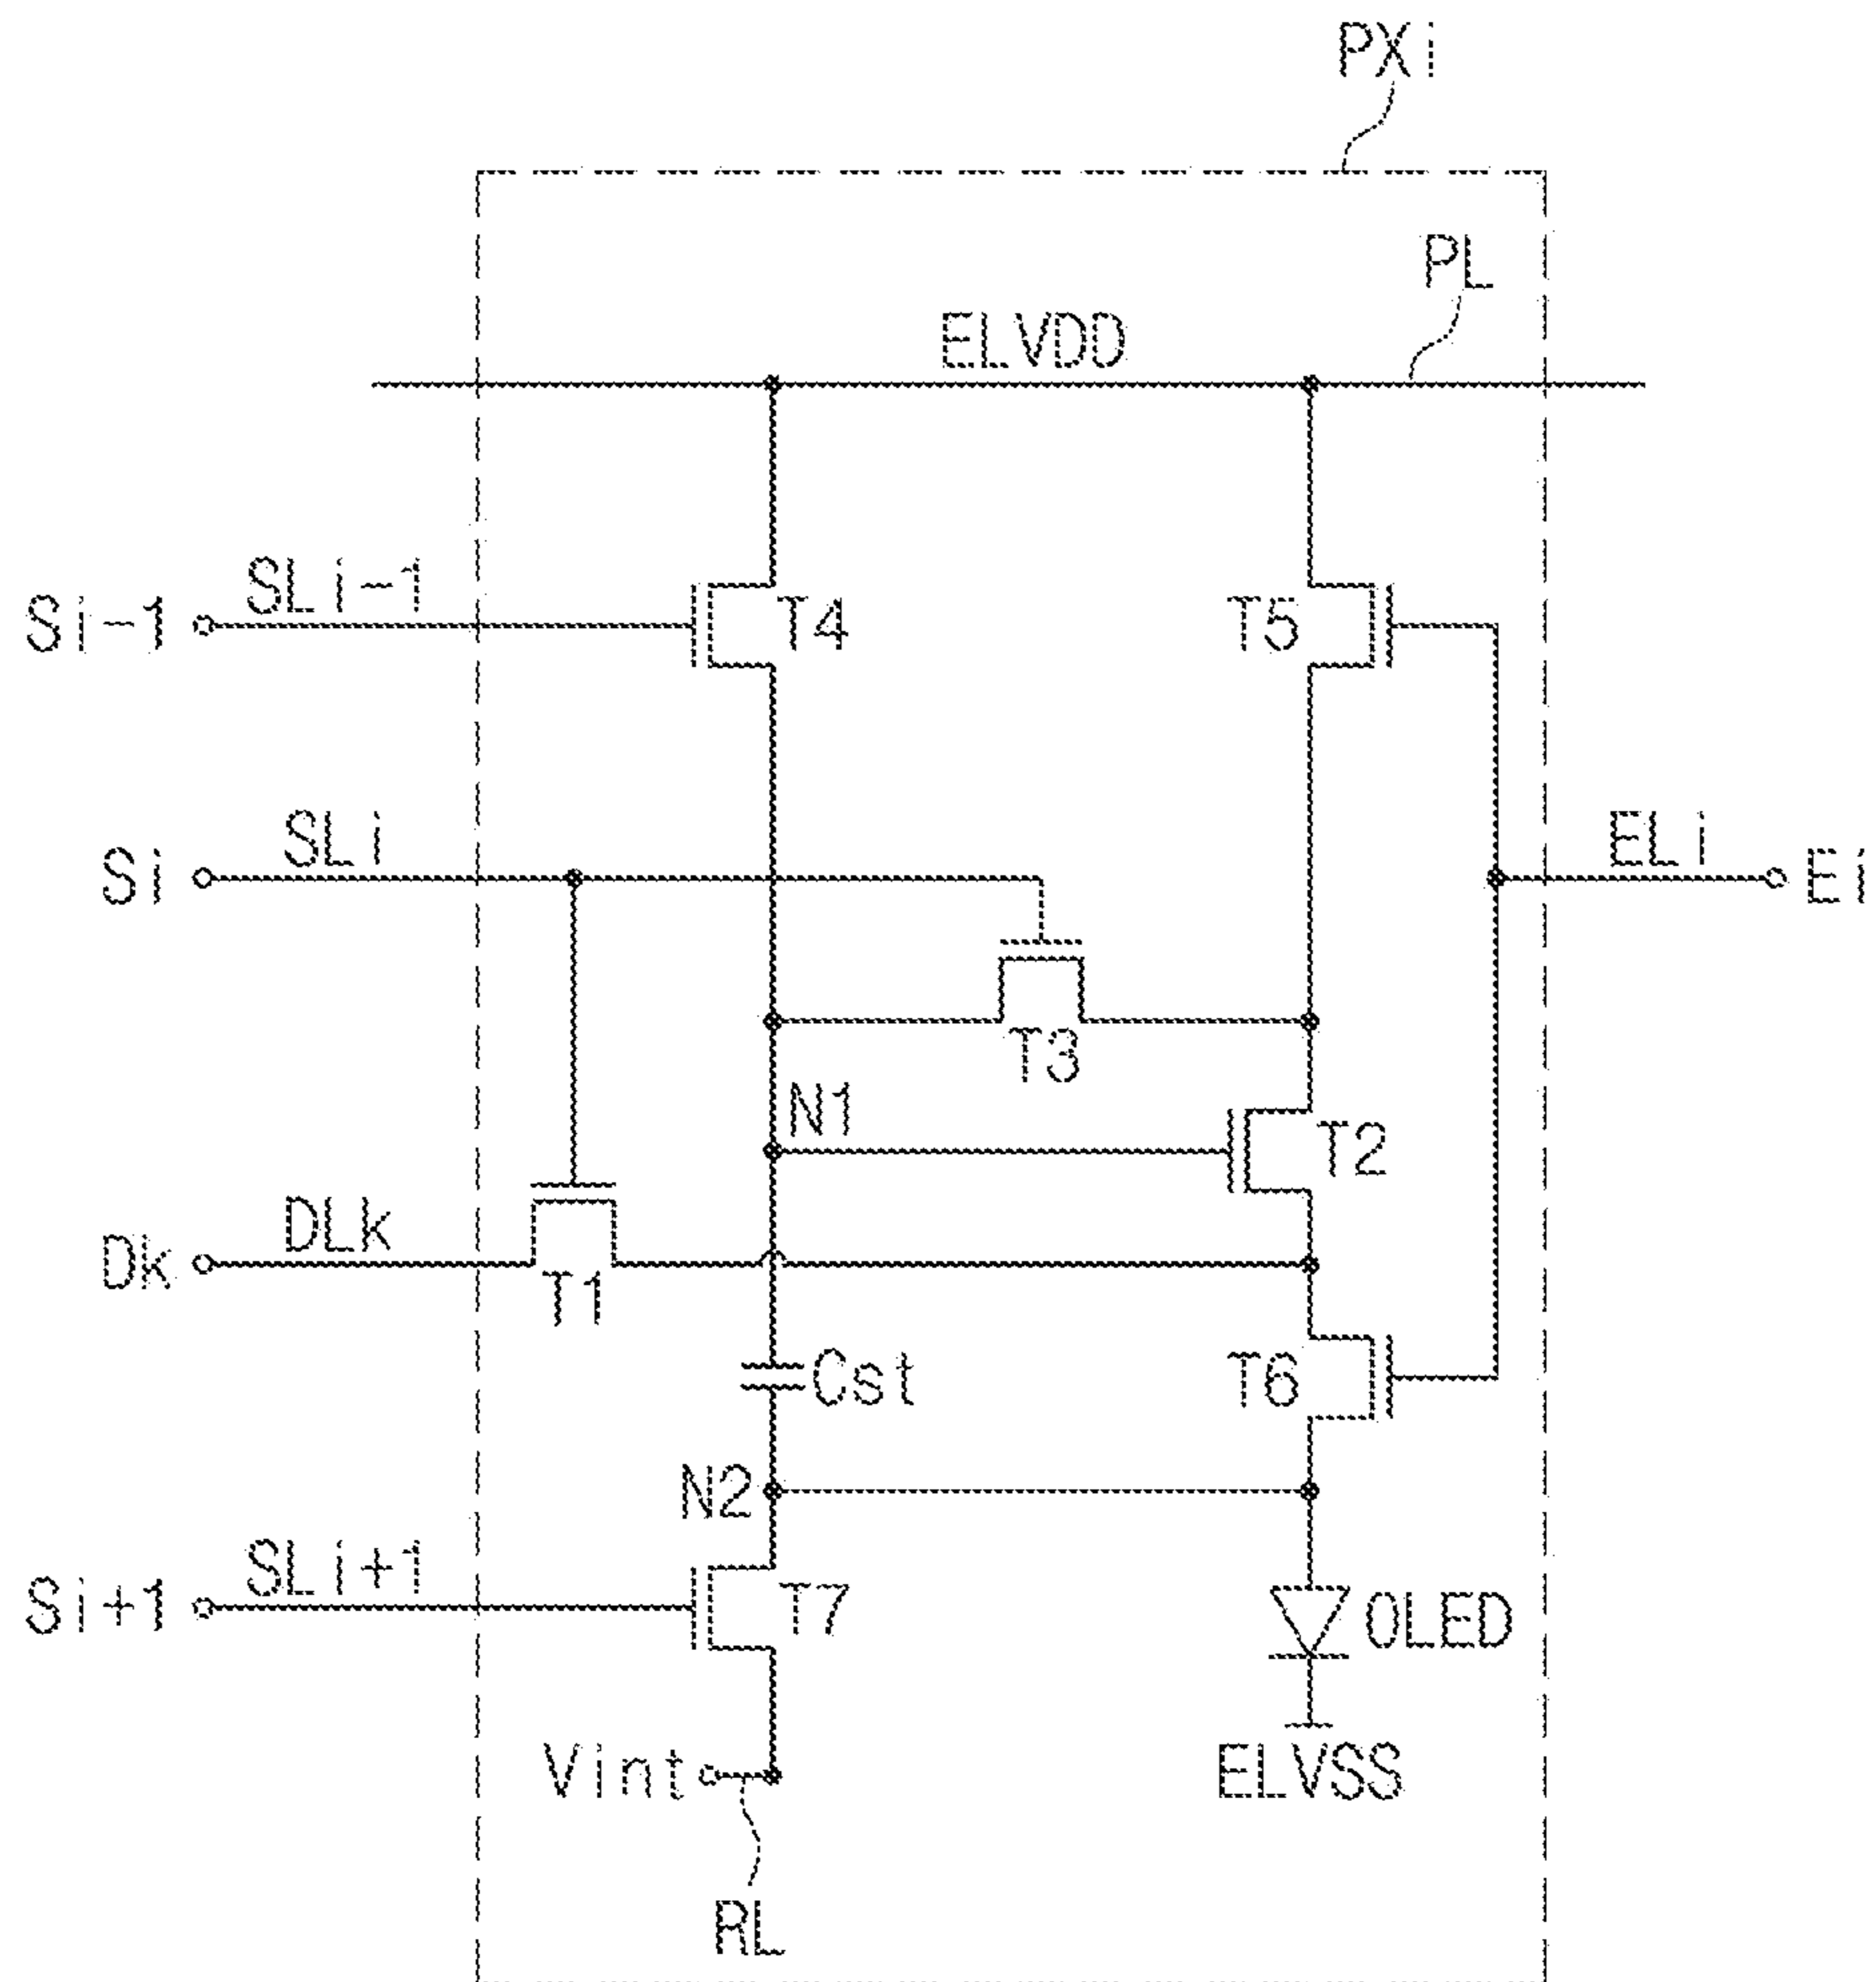 PXi
PL
ELVDD
Si-1
SLi-1
T4
T5
Si
SLi
ELi
Ei
T3
N1
T2
Dk
DLk
T1
Cst
T6
N2
Si+1
SLi+1
T7
OLED
Vint
ELVSS
RL